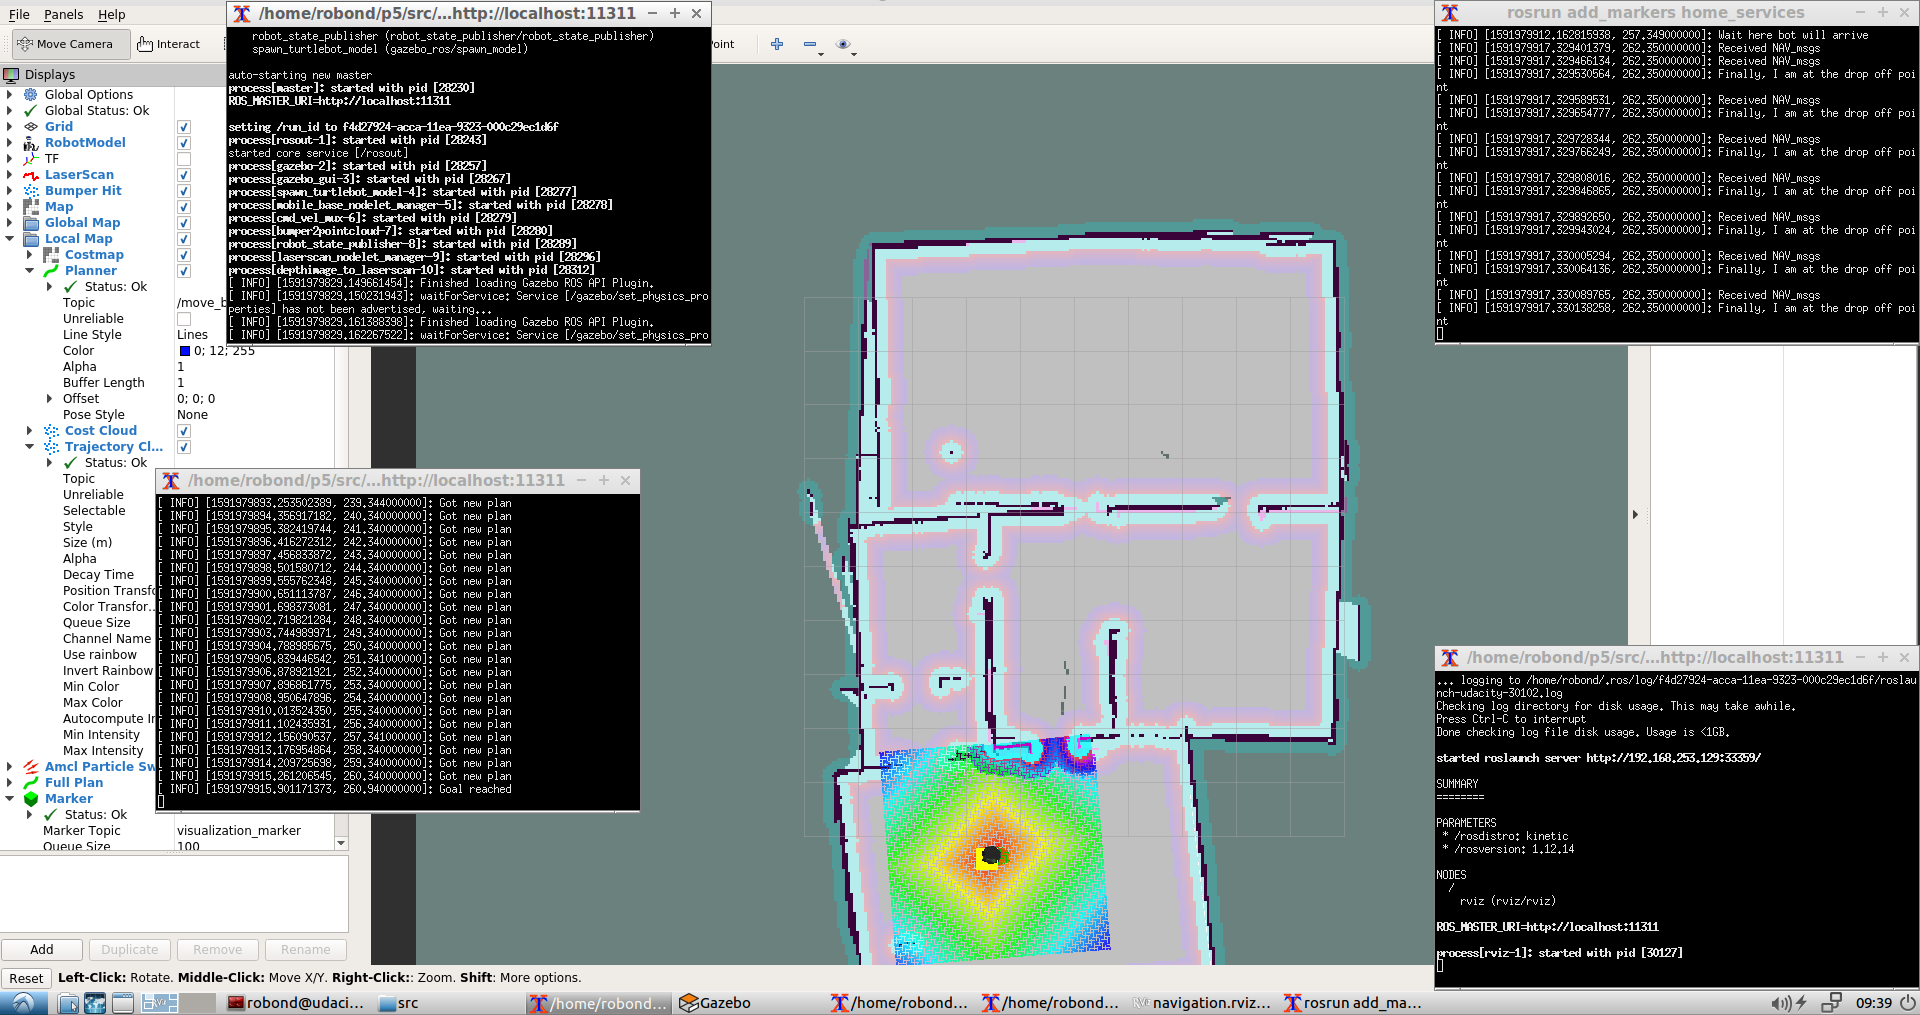 File Panels Help
Move Camera
Interact
oint
Displays
Global Options
Global Status: Ok
Grid
RobotModel
TF
LaserScan
Bumper Hit
Map
Global Map
Local Map
Costmap
Planner
Status: Ok
Topic /move_b
Unreliable
Line Style Lines
Color 0; 12; 255
Alpha 1
Buffer Length 1
Offset 0; 0; 0
Pose Style None
Cost Cloud
Trajectory Cl...
Status: Ok
Topic
Unreliable
Selectable
Style
Size (m)
Alpha
Decay Time
Position Transfo
Color Transfor...
Queue Size
Channel Name
Use rainbow
Invert Rainbow
Min Color
Max Color
Autocompute In
Min Intensity
Max Intensity
Amcl Particle Sw
Full Plan
Marker
Status: Ok
Marker Topic visualization_marker
Queue Size 100
Add Duplicate Remove Rename
Reset Left-Click: Rotate. Middle-Click: Move X/Y. Right-Click:: Zoom. Shift: More options.
/home/robond/p5/src/...http://localhost:11311
robot_state_publisher (robot_state_publisher/robot_state_publisher)
spawn_turtlebot_model (gazebo_ros/spawn_model)
auto-starting new master
process[master]: started with pid [28230]
ROS_MASTER_URI=http://localhost:11311
setting /run_id to f4d27924-acca-11ea-9323-000c29ec1d6f
process[rosout-1]: started with pid [28243]
started core service [/rosout]
process[gazebo-2]: started with pid [28257]
process[gazebo_gui-3]: started with pid [28267]
process[spawn_turtlebot_model-4]: started with pid [28277]
process[mobile_base_nodelet_manager-5]: started with pid [28278]
process[cmd_vel_mux-6]: started with pid [28279]
process[bumper2pointcloud-7]: started with pid [28280]
process[robot_state_publisher-8]: started with pid [28289]
process[laserscan_nodelet_manager-9]: started with pid [28296]
process[depthimage_to_laserscan-10]: started with pid [28312]
[ INFO] [1591979829.149661454]: Finished loading Gazebo ROS API Plugin.
[ INFO] [1591979829.150231943]: waitForService: Service [/gazebo/set_physics_pro
perties] has not been advertised, waiting...
[ INFO] [1591979829.161388398]: Finished loading Gazebo ROS API Plugin.
[ INFO] [1591979829.162267522]: waitForService: Service [/gazebo/set_physics_pro
/home/robond/p5/src/...http://localhost:11311
[ INFO] [1591979893.253502389, 239.344000000]: Got new plan
[ INFO] [1591979894.356917182, 240.340000000]: Got new plan
[ INFO] [1591979895.382419744, 241.340000000]: Got new plan
[ INFO] [1591979896.416272312, 242.340000000]: Got new plan
[ INFO] [1591979897.456833872, 243.340000000]: Got new plan
[ INFO] [1591979898.501580712, 244.340000000]: Got new plan
[ INFO] [1591979899.555762348, 245.340000000]: Got new plan
[ INFO] [1591979900.651113787, 246.340000000]: Got new plan
[ INFO] [1591979901.698373081, 247.340000000]: Got new plan
[ INFO] [1591979902.719821284, 248.340000000]: Got new plan
[ INFO] [1591979903.744989971, 249.340000000]: Got new plan
[ INFO] [1591979904.788985675, 250.340000000]: Got new plan
[ INFO] [1591979905.839446542, 251.341000000]: Got new plan
[ INFO] [1591979906.878921921, 252.340000000]: Got new plan
[ INFO] [1591979907.896861775, 253.340000000]: Got new plan
[ INFO] [1591979908.950647896, 254.340000000]: Got new plan
[ INFO] [1591979910.013524350, 255.340000000]: Got new plan
[ INFO] [1591979911.102435931, 256.340000000]: Got new plan
[ INFO] [1591979912.156090537, 257.341000000]: Got new plan
[ INFO] [1591979913.176954864, 258.340000000]: Got new plan
[ INFO] [1591979914.209725698, 259.340000000]: Got new plan
[ INFO] [1591979915.261206545, 260.340000000]: Got new plan
[ INFO] [1591979915.901171373, 260.940000000]: Goal reached
rosrun add_markers home_services
[ INFO] [1591979912.162815938, 257.349000000]: Wait here bot will arrive
[ INFO] [1591979917.329401379, 262.350000000]: Received NAV_msgs
[ INFO] [1591979917.329466134, 262.350000000]: Received NAV_msgs
[ INFO] [1591979917.329530564, 262.350000000]: Finally, I am at the drop off poi
nt
[ INFO] [1591979917.329589531, 262.350000000]: Received NAV_msgs
[ INFO] [1591979917.329654777, 262.350000000]: Finally, I am at the drop off poi
nt
[ INFO] [1591979917.329728344, 262.350000000]: Received NAV_msgs
[ INFO] [1591979917.329766249, 262.350000000]: Finally, I am at the drop off poi
nt
[ INFO] [1591979917.329808016, 262.350000000]: Received NAV_msgs
[ INFO] [1591979917.329846865, 262.350000000]: Finally, I am at the drop off poi
nt
[ INFO] [1591979917.329892650, 262.350000000]: Received NAV_msgs
[ INFO] [1591979917.329943024, 262.350000000]: Finally, I am at the drop off poi
nt
[ INFO] [1591979917.330005294, 262.350000000]: Received NAV_msgs
[ INFO] [1591979917.330064136, 262.350000000]: Finally, I am at the drop off poi
nt
[ INFO] [1591979917.330089765, 262.350000000]: Received NAV_msgs
[ INFO] [1591979917.330138258, 262.350000000]: Finally, I am at the drop off poi
nt
/home/robond/p5/src/...http://localhost:11311
... logging to /home/robond/.ros/log/f4d27924-acca-11ea-9323-000c29ec1d6f/roslau
nch-udacity-30102.log
Checking log directory for disk usage. This may take awhile.
Press Ctrl-C to interrupt
Done checking log file disk usage. Usage is <1GB.
started roslaunch server http://192.168.253.129:33359/
SUMMARY
========
PARAMETERS
* /rosdistro: kinetic
* /rosversion: 1.12.14
NODES
/
rviz (rviz/rviz)
ROS_MASTER_URI=http://localhost:11311
process[rviz-1]: started with pid [30127]
robond@udaci... src /home/robond... Gazebo /home/robond... /home/robond... navigation.rviz... rosrun add_ma... 09:39